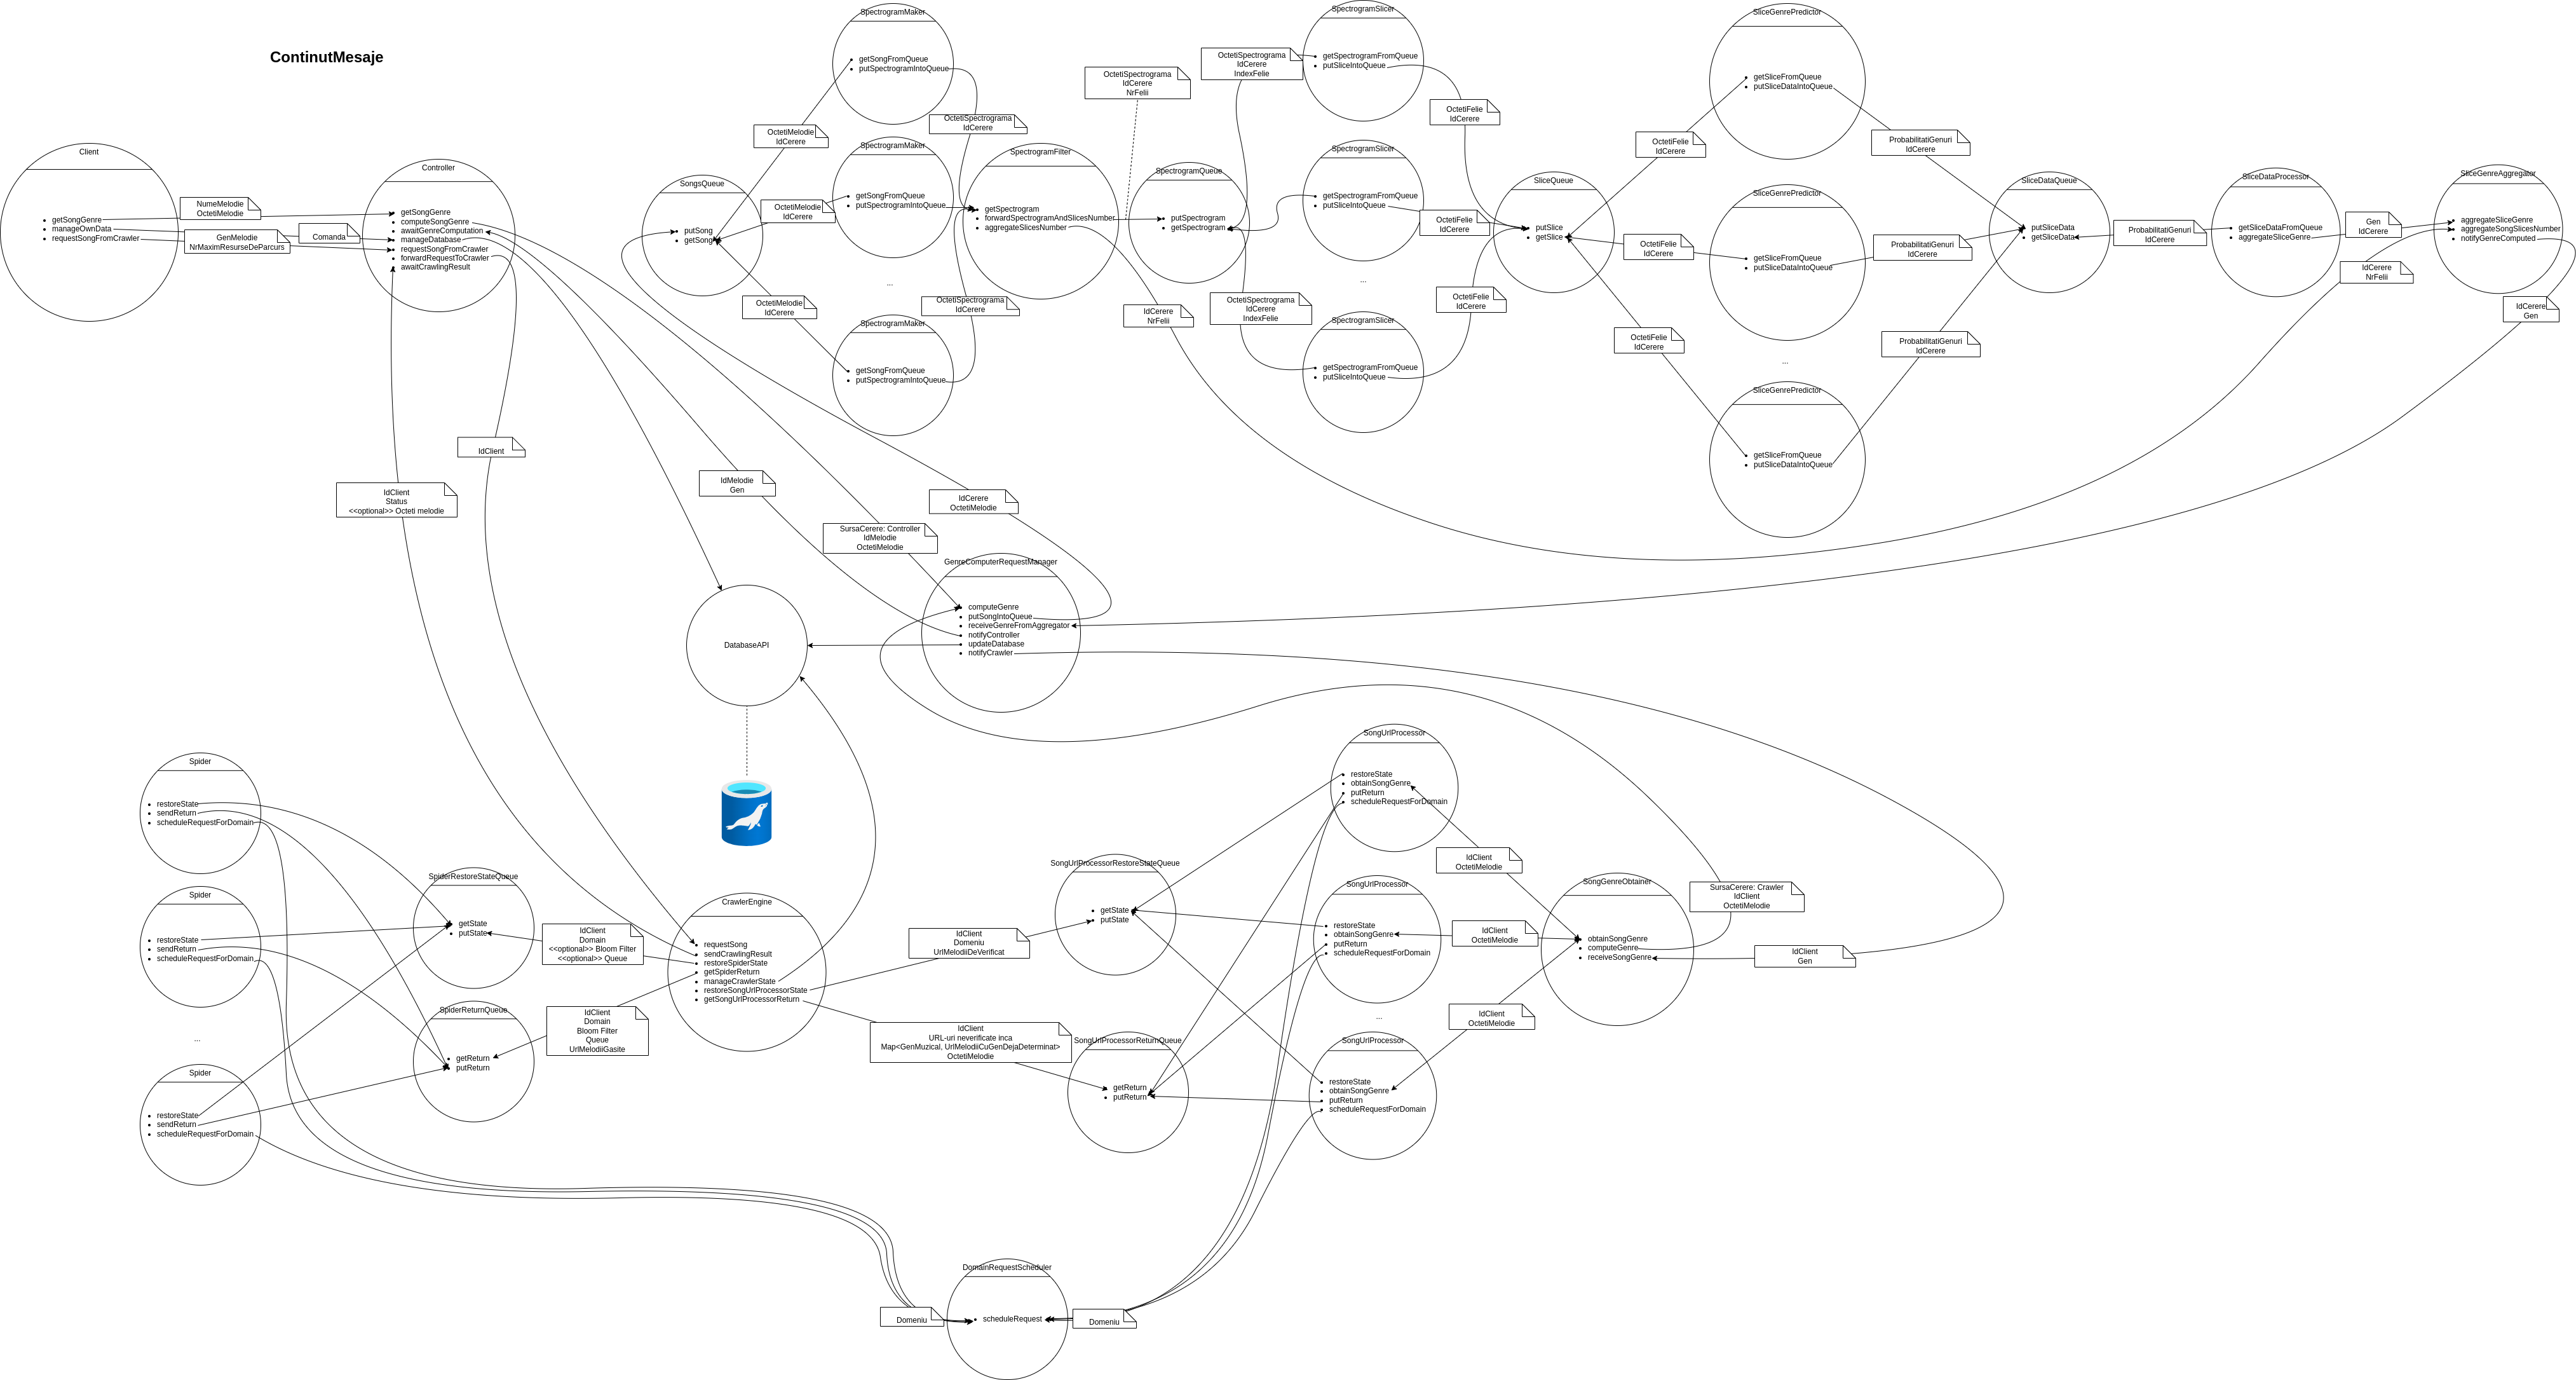 ContinutMesaje
Client
getSongGenre
manageOwnData
requestSongFromCrawler
NumeMelodie
OctetiMelodie
GenMelodie
NrMaximResurseDeParcurs
Comanda
Controller
getSongGenre
computeSongGenre
awaitGenreComputation
manageDatabase
requestSongFromCrawler
forwardRequestToCrawler
awaitCrawlingResult
SongsQueue
putSong
getSong
OctetiMelodie
IdCerere
OctetiMelodie
IdCerere
OctetiMelodie
IdCerere
SpectrogramMaker
getSongFromQueue
putSpectrogramIntoQueue
SpectrogramMaker
getSongFromQueue
putSpectrogramIntoQueue
...
SpectrogramMaker
getSongFromQueue
putSpectrogramIntoQueue
OctetiSpectrograma
IdCerere
OctetiSpectrograma
IdCerere
SpectrogramFilter
getSpectrogram
forwardSpectrogramAndSlicesNumber
aggregateSlicesNumber
OctetiSpectrograma
IdCerere
NrFelii
IdCerere
NrFelii
SpectrogramQueue
putSpectrogram
getSpectrogram
OctetiSpectrograma
IdCerere
IndexFelie
OctetiSpectrograma
IdCerere
IndexFelie
SpectrogramSlicer
getSpectrogramFromQueue
putSliceIntoQueue
SpectrogramSlicer
getSpectrogramFromQueue
putSliceIntoQueue
...
SpectrogramSlicer
getSpectrogramFromQueue
putSliceIntoQueue
OctetiFelie
IdCerere
OctetiFelie
IdCerere
OctetiFelie
IdCerere
SliceQueue
putSlice
getSlice
OctetiFelie
IdCerere
OctetiFelie
IdCerere
OctetiFelie
IdCerere
SliceGenrePredictor
getSliceFromQueue
putSliceDataIntoQueue
SliceGenrePredictor
getSliceFromQueue
putSliceDataIntoQueue
...
SliceGenrePredictor
getSliceFromQueue
putSliceDataIntoQueue
ProbabilitatiGenuri
IdCerere
ProbabilitatiGenuri
IdCerere
ProbabilitatiGenuri
IdCerere
SliceDataQueue
putSliceData
getSliceData
ProbabilitatiGenuri
IdCerere
SliceDataProcessor
getSliceDataFromQueue
aggregateSliceGenre
Gen
IdCerere
IdCerere
NrFelii
SliceGenreAggregator
aggregateSliceGenre
aggregateSongSlicesNumber
notifyGenreComputed
IdCerere
Gen
IdClient
IdClient
Status
<<optional>> Octeti melodie
IdMelodie
Gen
SursaCerere: Controller
IdMelodie
OctetiMelodie
IdCerere
OctetiMelodie
GenreComputerRequestManager
computeGenre
putSongIntoQueue
receiveGenreFromAggregator
notifyController
updateDatabase
notifyCrawler
DatabaseAPI
Spider
restoreState
sendReturn
scheduleRequestForDomain
Spider
restoreState
sendReturn
scheduleRequestForDomain
...
Spider
restoreState
sendReturn
scheduleRequestForDomain
SpiderRestoreStateQueue
getState
putState
SpiderReturnQueue
getReturn
putReturn
IdClient
Domain
<<optional>> Bloom Filter
<<optional>> Queue
IdClient
Domain
Bloom Filter
Queue
UrlMelodiiGasite
CrawlerEngine
requestSong
sendCrawlingResult
restoreSpiderState
getSpiderReturn
manageCrawlerState
restoreSongUrlProcessorState
getSongUrlProcessorReturn
IdClient
Domeniu
UrlMelodiiDeVerificat
IdClient
URL-uri neverificate inca
Map<GenMuzical, UrlMelodiiCuGenDejaDeterminat>
OctetiMelodie
SongUrlProcessorRestoreStateQueue
getState
putState
SongUrlProcessorReturnQueue
getReturn
putReturn
SongUrlProcessor
restoreState
obtainSongGenre
putReturn
scheduleRequestForDomain
SongUrlProcessor
restoreState
obtainSongGenre
putReturn
scheduleRequestForDomain
...
SongUrlProcessor
restoreState
obtainSongGenre
putReturn
scheduleRequestForDomain
IdClient
OctetiMelodie
IdClient
OctetiMelodie
IdClient
OctetiMelodie
SongGenreObtainer
obtainSongGenre
computeGenre
receiveSongGenre
SursaCerere: Crawler
IdClient
OctetiMelodie
IdClient
Gen
DomainRequestScheduler
scheduleRequest
Domeniu
Domeniu